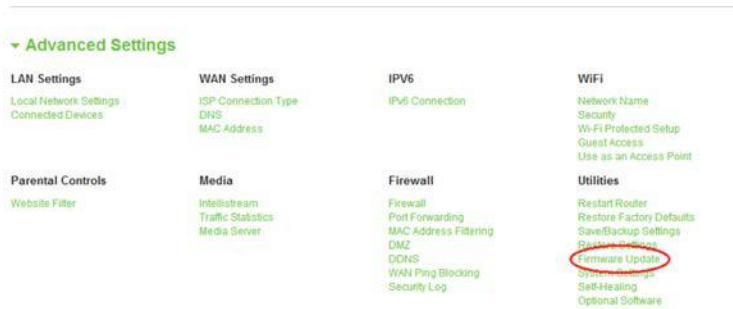 Advanced Settings
LAN Settings
Local Network Settings
Connected Devices
WAN Settings
ISP Connection Type
DNS
MAC Address
IPV6
IPv6 Connection
WiFi
Network Name
Security
Wi-Fi Protected Setup
Guest Access
Use as an Access Point
Parental Controls
Website Filter
Media
Intellistream
Traffic Statistics
Media Server
Firewall
Firewall
Port Forwarding
MAC Address Filtering
DMZ
DDNS
WAN Ping Blocking
Security Log
Utilities
Restart Router
Restore Factory Defaults
Save/Backup Settings
Restore Settings
Firmware Update
System Settings
Self-Healing
Optional Software